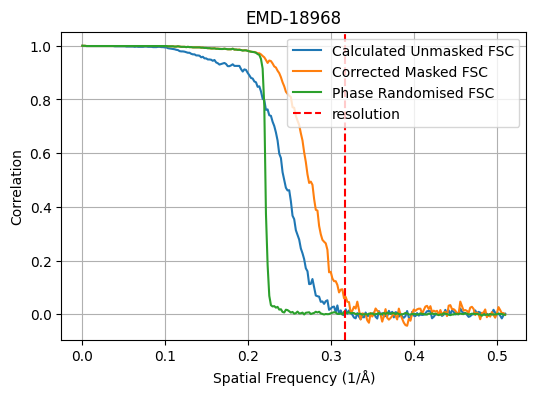 EMD-18968
Calculated Unmasked FSC
Corrected Masked FSC
Phase Randomised FSC
resolution
Correlation
1.0
0.8
0.6
0.4
0.2
0.0
0.0 0.1 0.2 0.3 0.4 0.5
Spatial Frequency (1/Å)